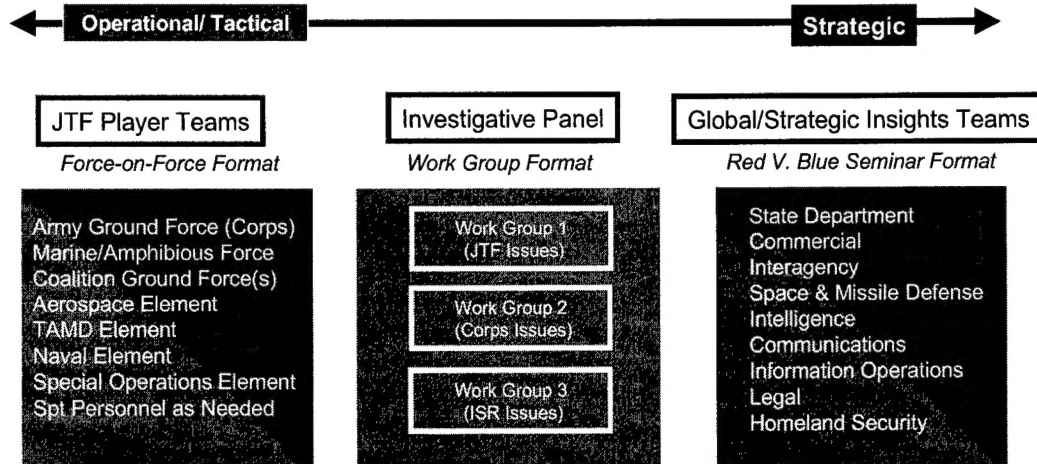 Operational/ Tactical
Strategic
JTF Player Teams
Force-on-Force Format
Army Ground Force (Corps)
Marine/Amphibious Force
Coalition Ground Force(s)
Aerospace Element
TAMD Element
Naval Element
Special Operations Element
Spt Personnel as Needed
Investigative Panel
Work Group Format
Work Group 1
(JTF Issues)
Work Group 2
(Corps Issues)
Work Group 3
(ISR Issues)
Global/Strategic Insights Teams
Red V. Blue Seminar Format
State Department
Commercial
Interagency
Space & Missile Defense
Intelligence
Communications
Information Operations
Legal
Homeland Security